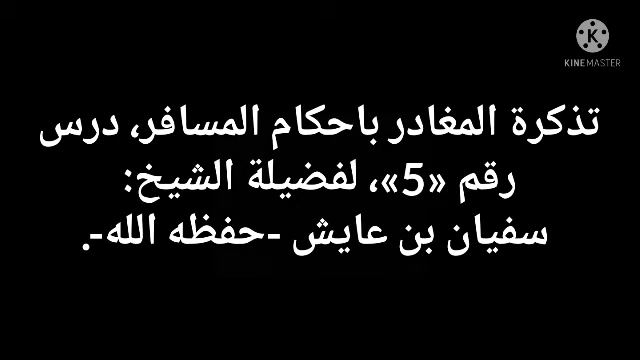 KINEMASTER
تذكرة المغادر باحكام المسافر، درس
رقم «5»، لفضيلة الشيخ:
سفيان بن عايش -حفظه الله-.